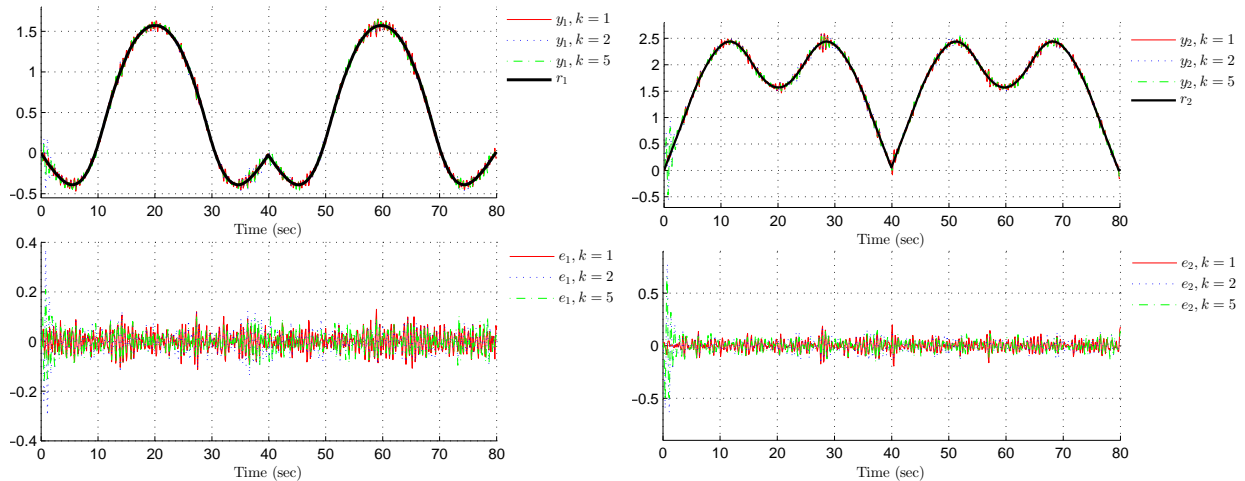 1.5
1
0.5
0
−0.5
0 10 20 30 40 50 60 70 80
Time (sec)
y1, k = 1
y1, k = 2
y1, k = 5
r1
2.5
2
1.5
1
0.5
0
−0.5
0 10 20 30 40 50 60 70 80
Time (sec)
y2, k = 1
y2, k = 2
y2, k = 5
r2
0.4
0.2
0
−0.2
−0.4
0 10 20 30 40 50 60 70 80
Time (sec)
e1, k = 1
e1, k = 2
e1, k = 5
0.5
0
−0.5
0 10 20 30 40 50 60 70 80
Time (sec)
e2, k = 1
e2, k = 2
e2, k = 5